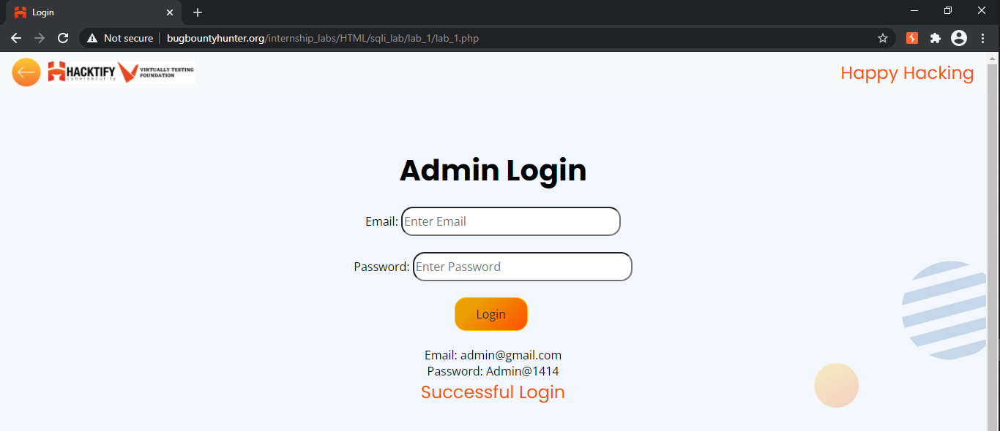 Login
Not secure bugbountyhunter.org/internship_labs/HTML/sqli_lab/lab_1/lab_1.php
HACKTIFY VIRTUALLY TESTING
cybersecurity FOUNDATION
Happy Hacking
Admin Login
Email: Enter Email
Password: Enter Password
Login
Email: admin@gmail.com
Password: Admin@1414
Successful Login